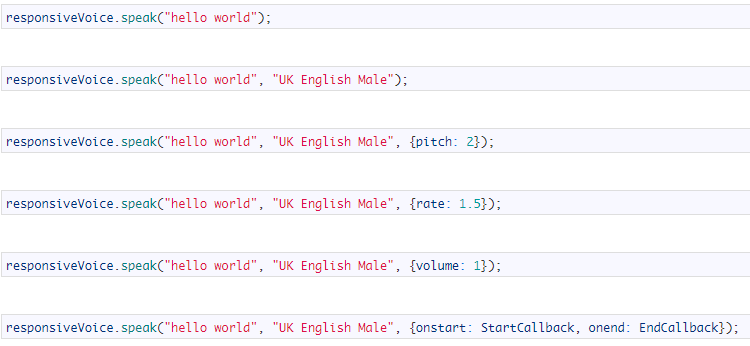 responsiveVoice.speak("hello world");
responsiveVoice.speak("hello world", "UK English Male");
responsiveVoice.speak("hello world", "UK English Male", {pitch: 2});
responsiveVoice.speak("hello world", "UK English Male", {rate: 1.5});
responsiveVoice.speak("hello world", "UK English Male", {volume: 1});
responsiveVoice.speak("hello world", "UK English Male", {onstart: StartCallback, onend: EndCallback});